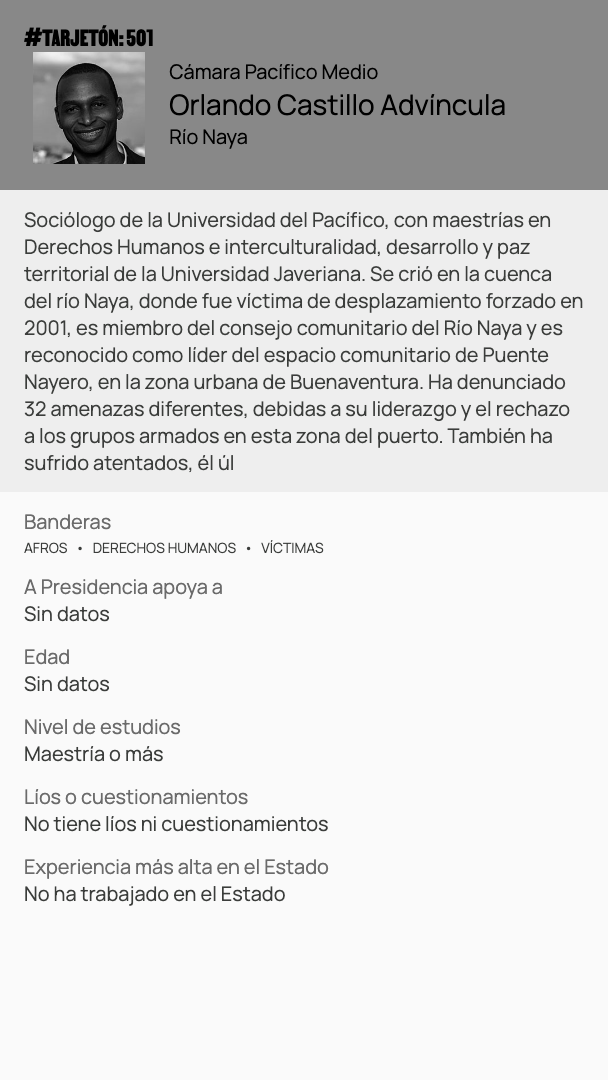 #TARJETÓN: 501
Cámara Pacífico Medio
Orlando Castillo Advíncula
Río Naya
Sociólogo de la Universidad del Pacífico, con maestrías en
Derechos Humanos e interculturalidad, desarrollo y paz
territorial de la Universidad Javeriana. Se crió en la cuenca
del río Naya, donde fue víctima de desplazamiento forzado en
2001, es miembro del consejo comunitario del Río Naya y es
reconocido como líder del espacio comunitario de Puente
Nayero, en la zona urbana de Buenaventura. Ha denunciado
32 amenazas diferentes, debidas a su liderazgo y el rechazo
a los grupos armados en esta zona del puerto. También ha
sufrido atentados, él úl
Banderas
AFROS • DERECHOS HUMANOS • VÍCTIMAS
A Presidencia apoya a
Sin datos
Edad
Sin datos
Nivel de estudios
Maestría o más
Líos o cuestionamientos
No tiene líos ni cuestionamientos
Experiencia más alta en el Estado
No ha trabajado en el Estado